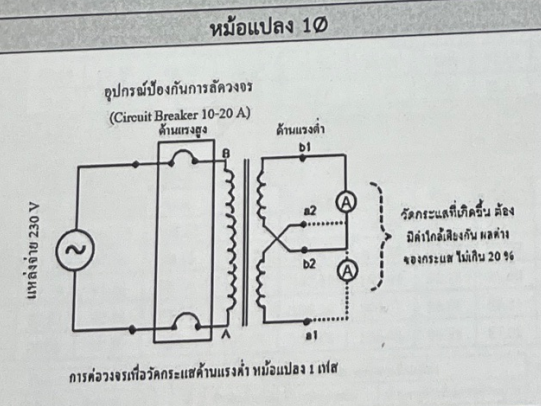 หม้อแปลง 1Ø
อุปกรณ์ป้องกันการลัดวงจร
(Circuit Breaker 10-20 A)
ด้านแรงสูง
ด้านแรงต่ำ
b1
B
A
a2
วัดกระแสที่เกิดขึ้น ต้อง
มีค่าใกล้เคียงกัน ผลต่าง
ของกระแส ไม่เกิน 20 %
แหล่งจ่าย 230 V
~
b2
A
A
a1
การต่อวงจรเพื่อวัดกระแสด้านแรงต่ำ หม้อแปลง 1 เฟส